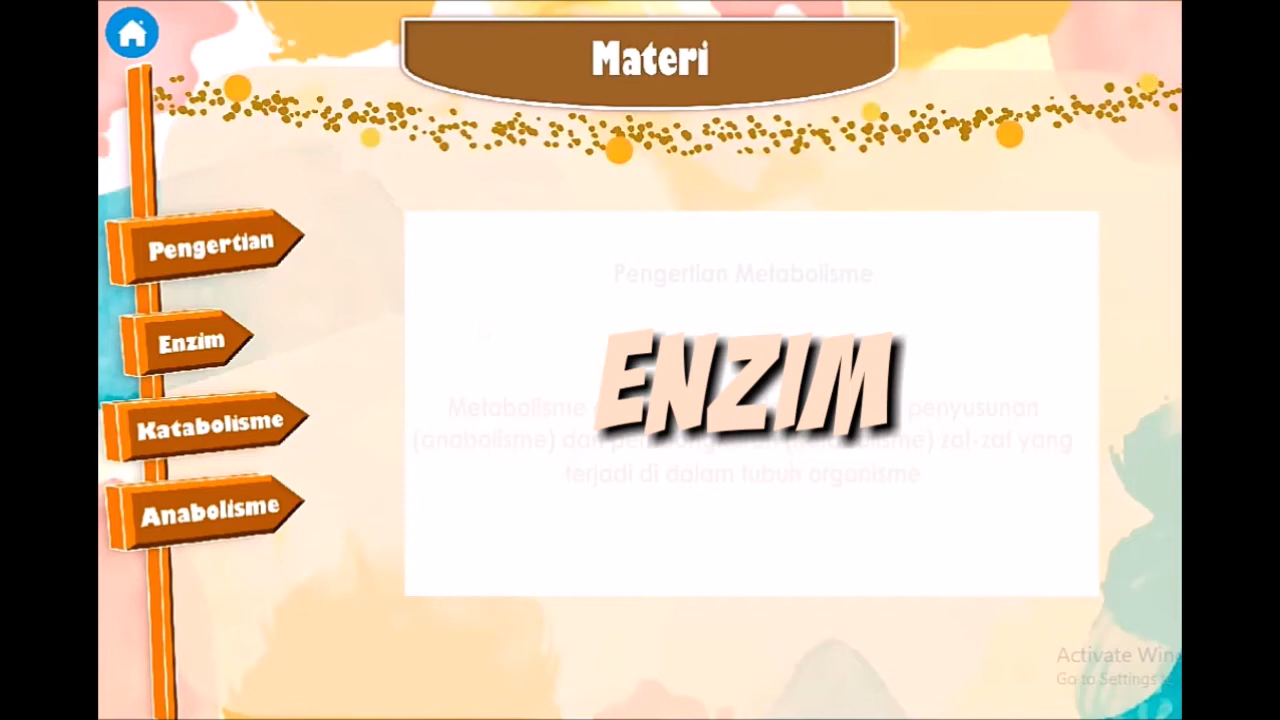 Materi
Pengertian
Enzim
Katabolisme
Anabolisme
Pengertian Metabolisme
ENZIM
Metabolisme penyusunan
(anabolisme) dan zat-zat yang
terjadi di dalam tubuh organisme
Activate Win
Go to Settings